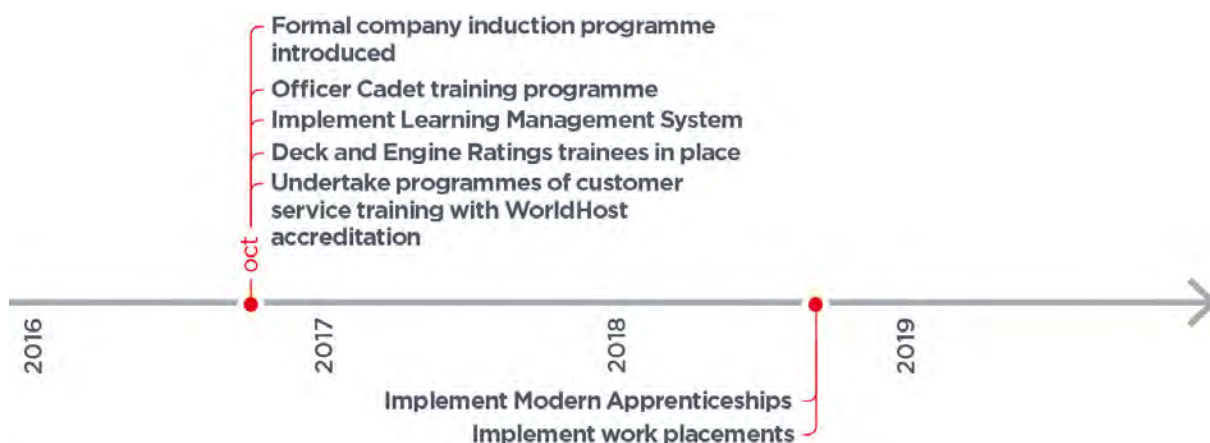 Formal company induction programme
introduced
Officer Cadet training programme
Implement Learning Management System
Deck and Engine Ratings trainees in place
Undertake programmes of customer
service training with WorldHost
accreditation
oct
2016
2017
2018
2019
Implement Modern Apprenticeships
Implement work placements